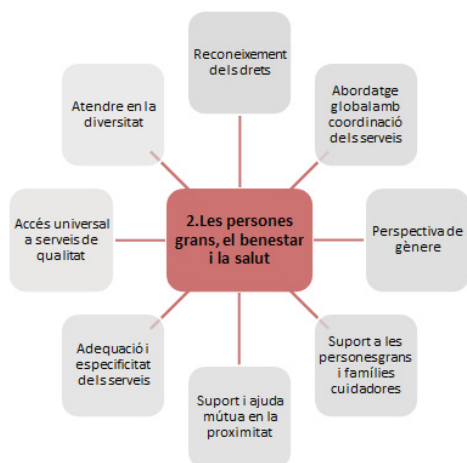 Reconeixement
dels drets
Abordatge
globalamb
coordinació
dels serveis
Perspectiva de
gènere
Suport a les
personesgrans
i famílies
cuidadores
Suport i ajuda
mútua en la
proximitat
Adequació i
especificitat
dels serveis
Accés universal
a serveis de
qualitat
Atendre en la
diversitat
2.Les persones
grans, el benestar
i la salut